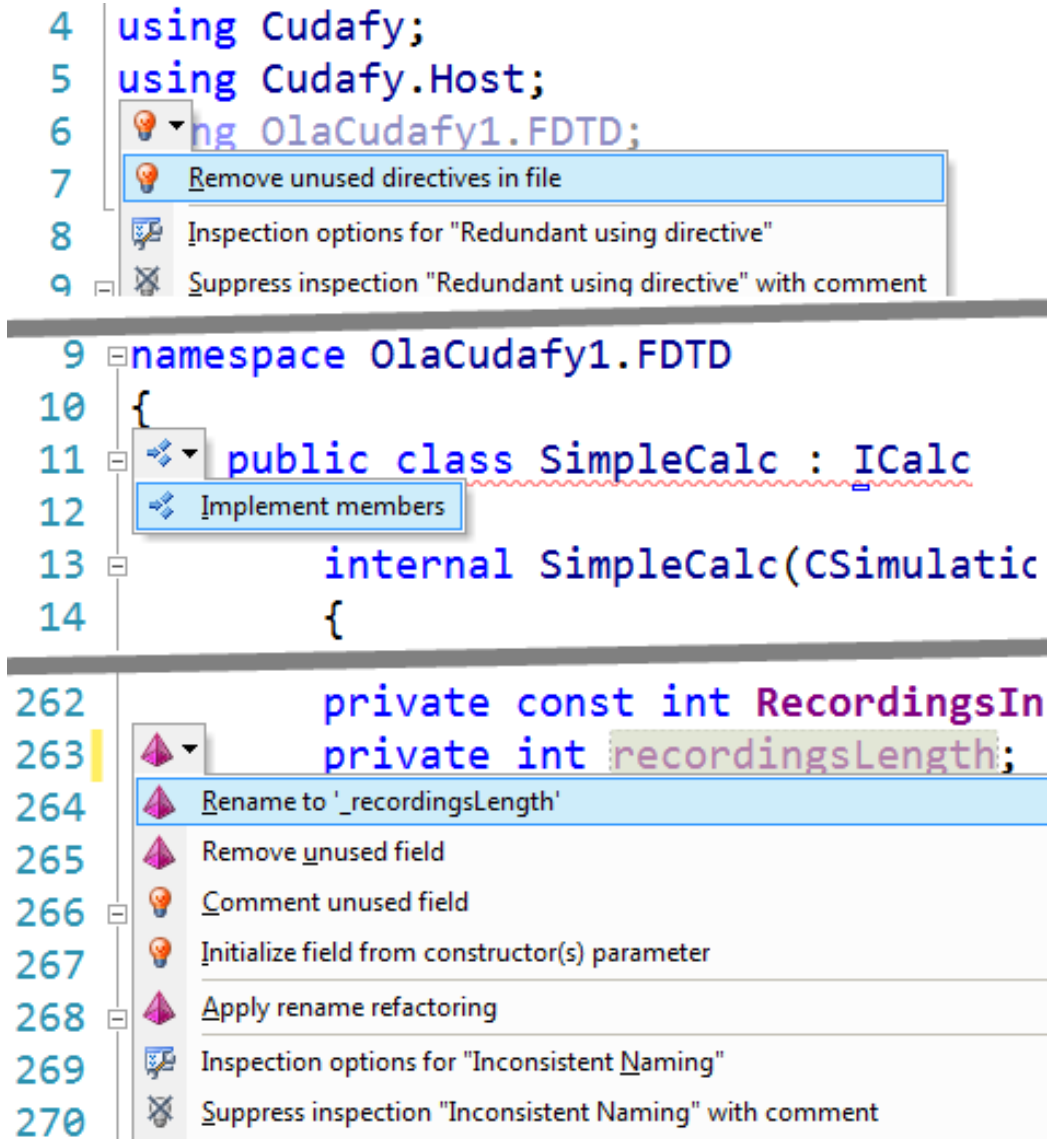 4 using Cudafy;
5 using Cudafy.Host;
6 ng OlaCudafy1.FDTD;
7 Remove unused directives in file
8 Inspection options for "Redundant using directive"
9 Suppress inspection "Redundant using directive" with comment
9 namespace OlaCudafy1.FDTD
10 {
11 public class SimpleCalc : ICalc
12 Implement members
13 internal SimpleCalc(CSimulatic
14 {
262 private const int RecordingsIn
263 private int recordingsLength;
264 Rename to '_recordingsLength'
265 Remove unused field
266 Comment unused field
267 Initialize field from constructor(s) parameter
268 Apply rename refactoring
269 Inspection options for "Inconsistent Naming"
270 Suppress inspection "Inconsistent Naming" with comment